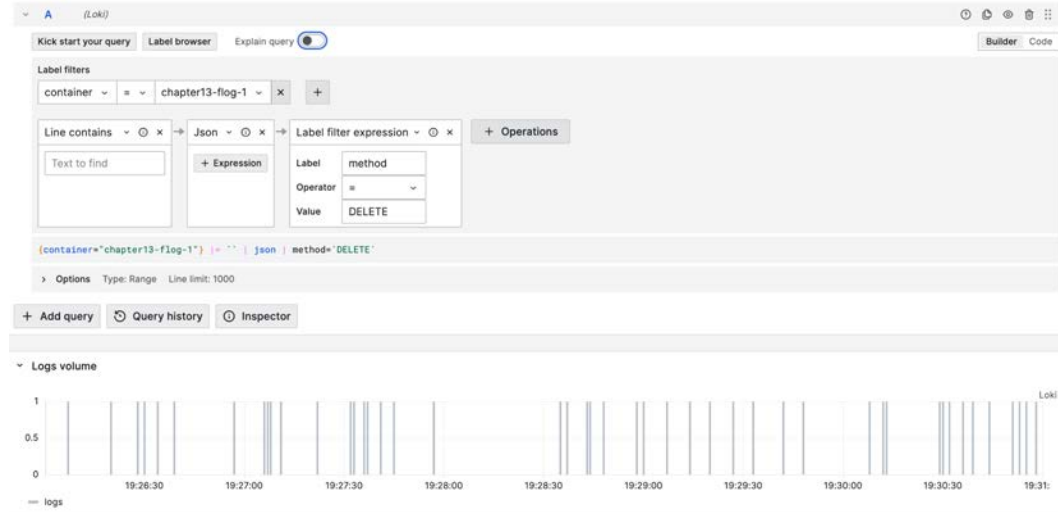 A (Loki)
Kick start your query Label browser Explain query Builder Code
Label filters
container = chapter13-flog-1 × +
Line contains × Json × Label filter expression × + Operations
Text to find + Expression Label method
Operator =
Value DELETE
{container="chapter13-flog-1"} |= `` | json | method=`DELETE`
> Options Type: Range Line limit: 1000
+ Add query Query history Inspector
Logs volume
Loki
1
0.5
0
19:26:30 19:27:00 19:27:30 19:28:00 19:28:30 19:29:00 19:29:30 19:30:00 19:30:30 19:31:
logs